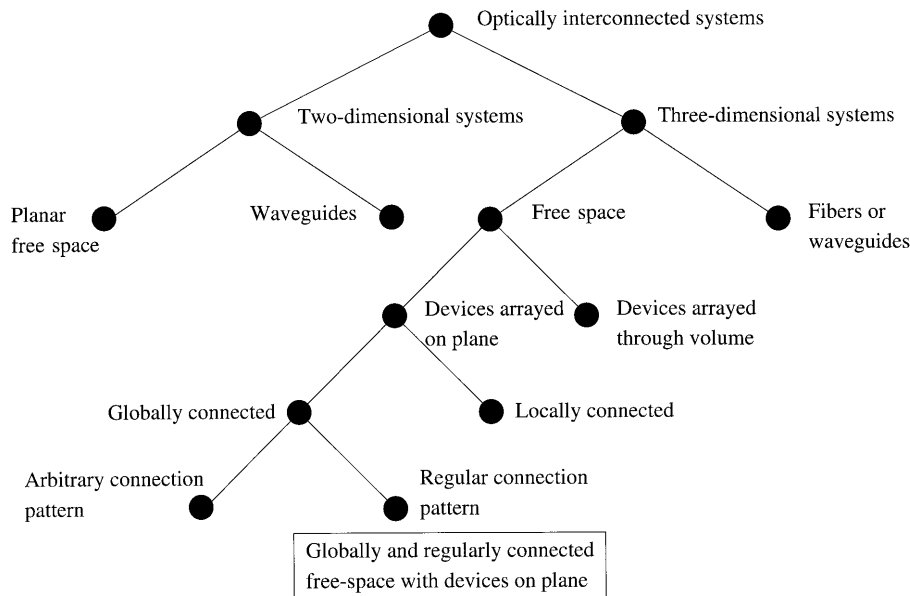 Optically interconnected systems
Two-dimensional systems
Three-dimensional systems
Planar
free space
Waveguides
Free space
Fibers or
waveguides
Devices arrayed
on plane
Devices arrayed
through volume
Globally connected
Locally connected
Arbitrary connection
pattern
Regular connection
pattern
Globally and regularly connected
free-space with devices on plane